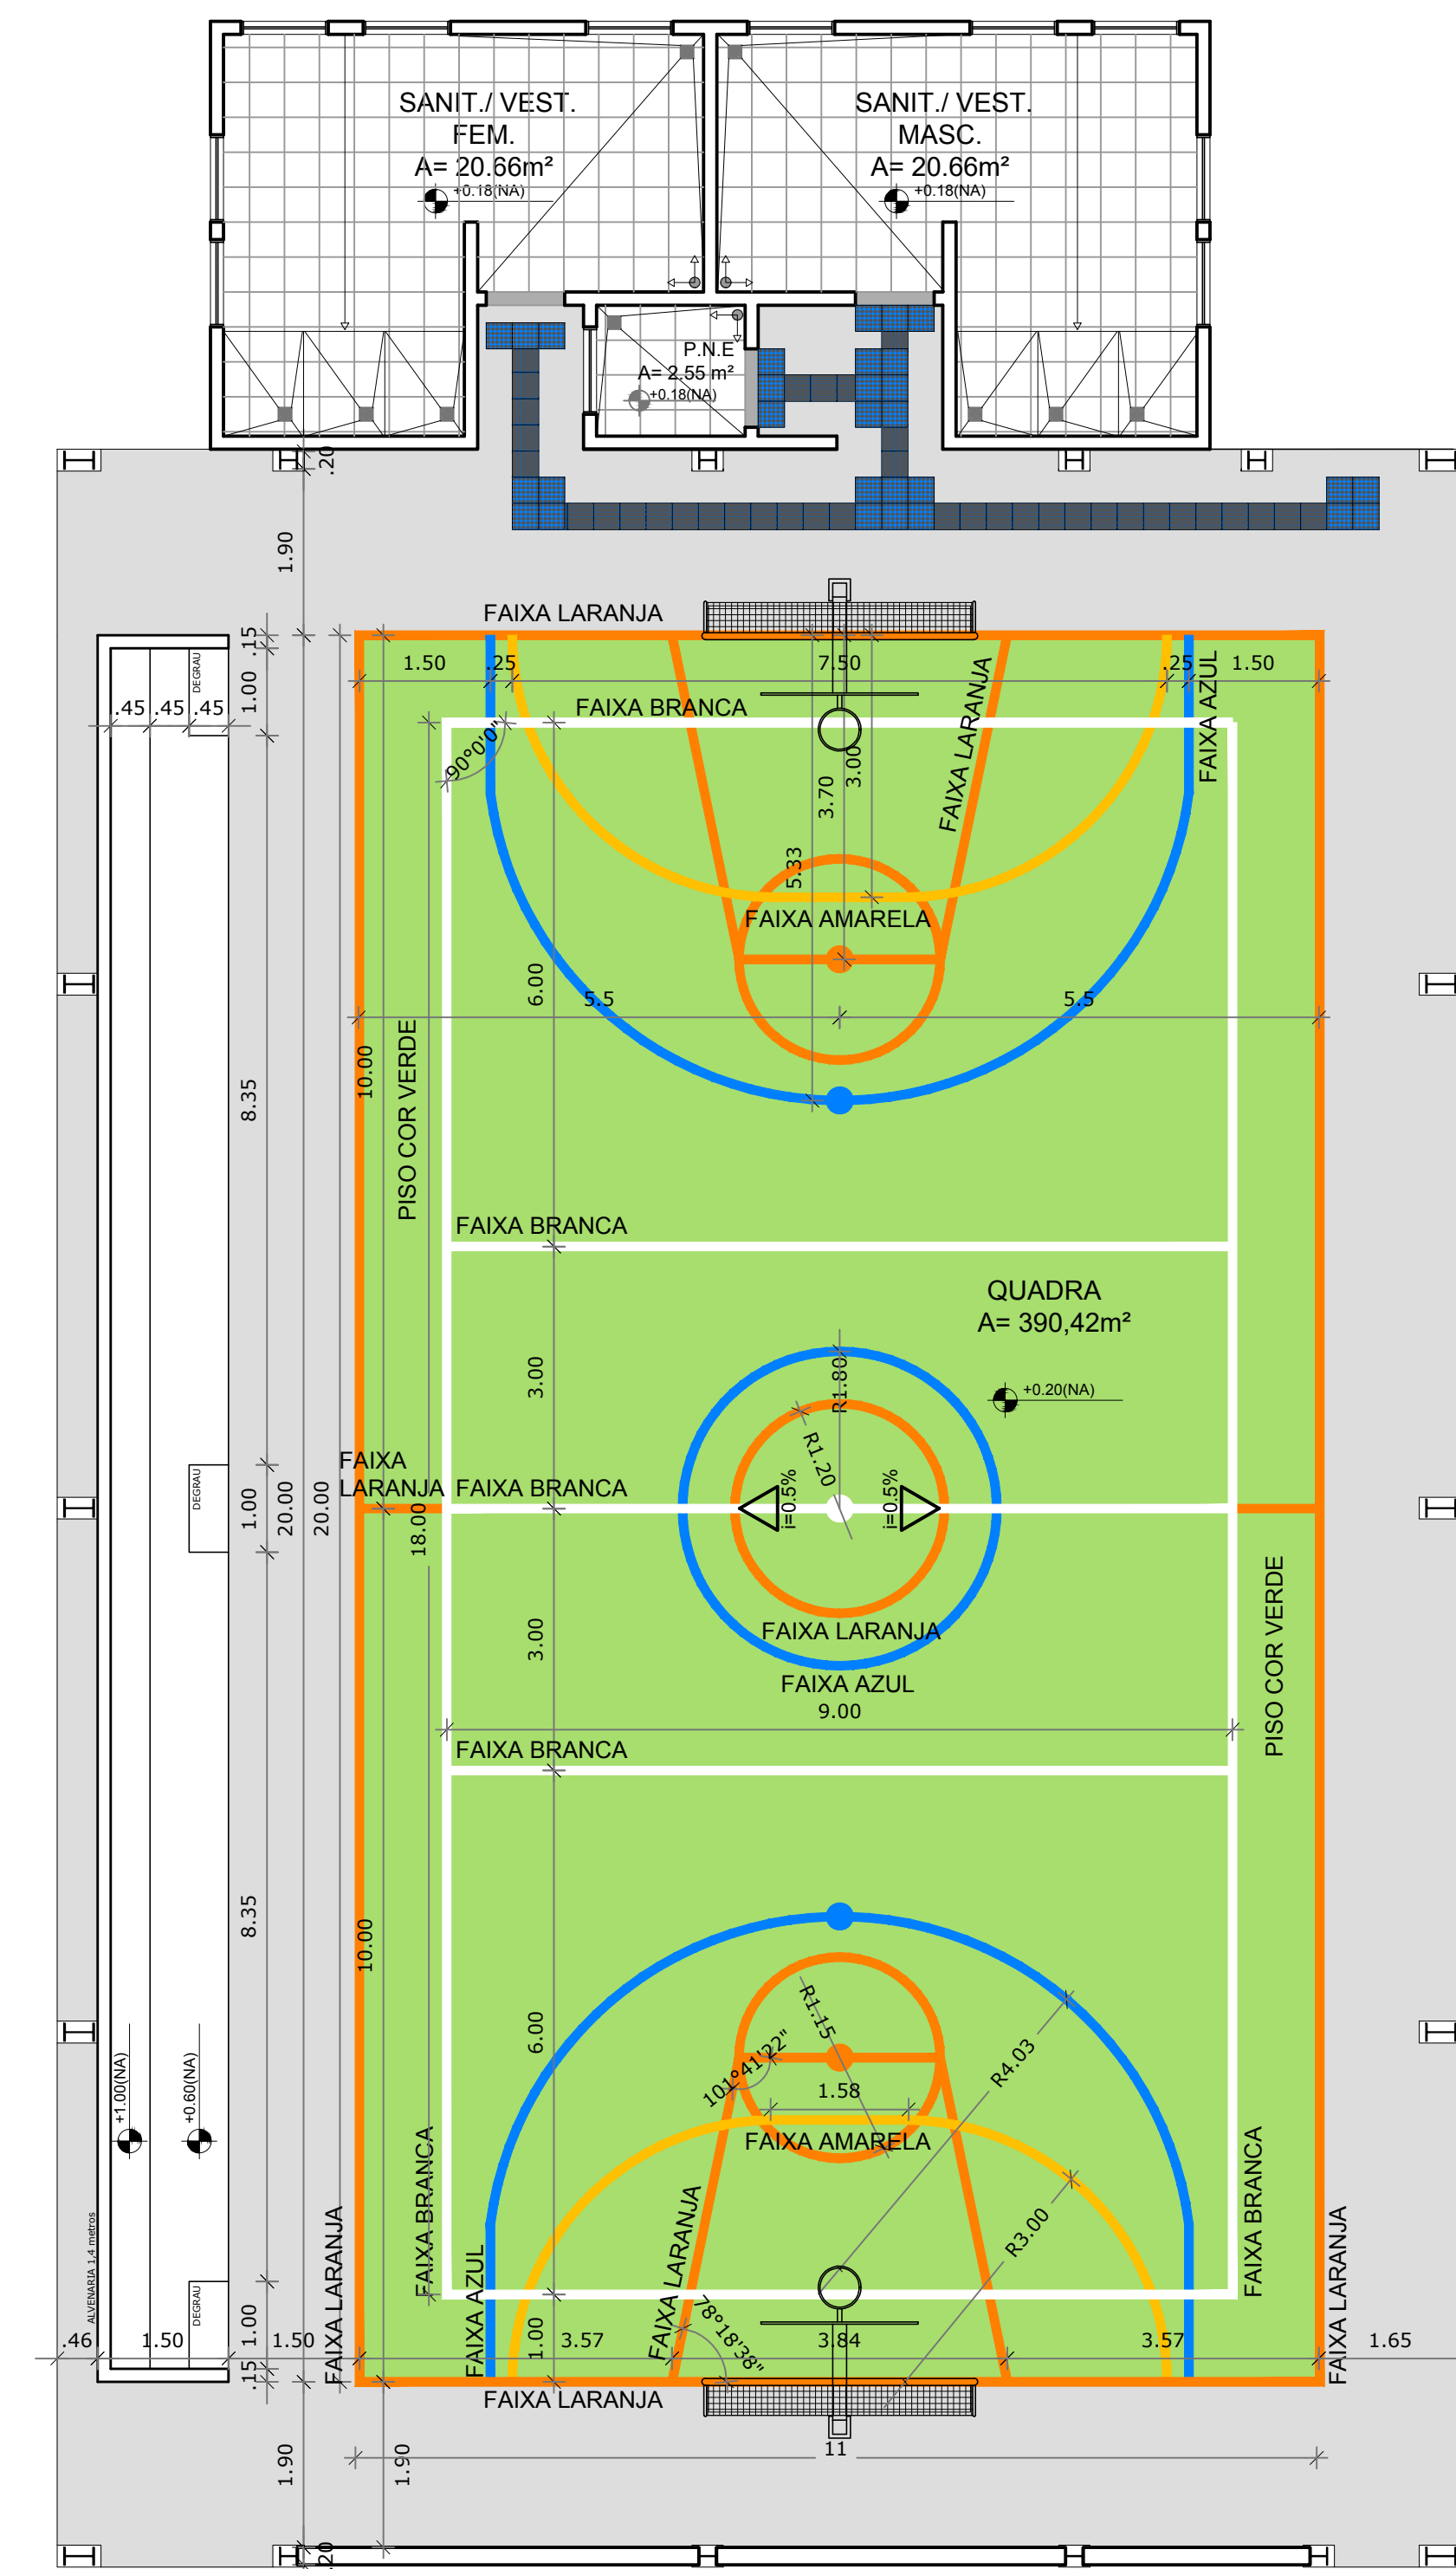 SANIT./ VEST.
FEM.
A= 20.66m²
+0.18(NA)
SANIT./ VEST.
MASC.
A= 20.66m²
+0.18(NA)
P.N.E
A= 2.55 m²
+0.18(NA)
.20
1.90
FAIXA LARANJA
.15
DEGRAU
1.00
.45 .45 .45
1.50
.25
7.50
.25
1.50
FAIXA AZUL
FAIXA BRANCA
FAIXA LARANJA
90°0'0"
3.00
3.70
5.33
FAIXA AMARELA
6.00
5.5
5.5
10.00
PISO COR VERDE
8.35
FAIXA BRANCA
QUADRA
A= 390,42m²
3.00
R1.80
+0.20(NA)
R1.20
FAIXA
LARANJA
FAIXA BRANCA
i=0.5%
i=0.5%
DEGRAU
1.00
20.00
20.00
18.00
3.00
FAIXA LARANJA
FAIXA AZUL
9.00
PISO COR VERDE
FAIXA BRANCA
8.35
10.00
6.00
R1.15
101°41'22"
1.58
R4.03
FAIXA AMARELA
R3.00
+1.00(NA)
+0.60(NA)
ALVENARIA 1,4 metros
FAIXA LARANJA
FAIXA BRANCA
FAIXA AZUL
FAIXA LARANJA
78°18'38"
FAIXA BRANCA
FAIXA LARANJA
DEGRAU
1.00
1.00
.46
1.50
1.50
3.57
3.84
3.57
1.65
.15
FAIXA LARANJA
11
1.90
1.90
.20